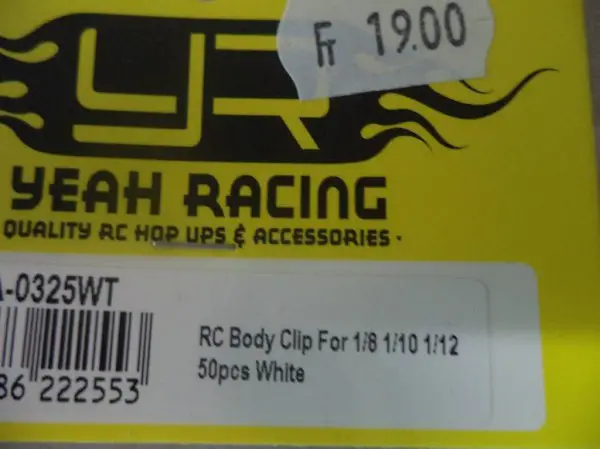 Fr 19.00
YR
YEAH RACING
QUALITY RC HOP UPS & ACCESSORIES ·
-0325WT
RC Body Clip For 1/8 1/10 1/12
50pcs White
86 222553